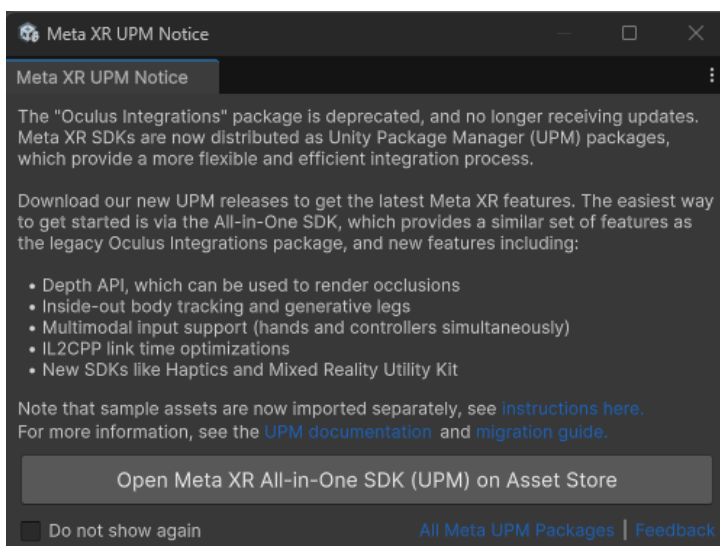 Meta XR UPM Notice
Meta XR UPM Notice
The "Oculus Integrations" package is deprecated, and no longer receiving updates.
Meta XR SDKs are now distributed as Unity Package Manager (UPM) packages,
which provide a more flexible and efficient integration process.
Download our new UPM releases to get the latest Meta XR features. The easiest way
to get started is via the All-in-One SDK, which provides a similar set of features as
the legacy Oculus Integrations package, and new features including:
• Depth API, which can be used to render occlusions
• Inside-out body tracking and generative legs
• Multimodal input support (hands and controllers simultaneously)
• IL2CPP link time optimizations
• New SDKs like Haptics and Mixed Reality Utility Kit
Note that sample assets are now imported separately, see instructions here.
For more information, see the UPM documentation and migration guide.
Open Meta XR All-in-One SDK (UPM) on Asset Store
Do not show again All Meta UPM Packages | Feedback